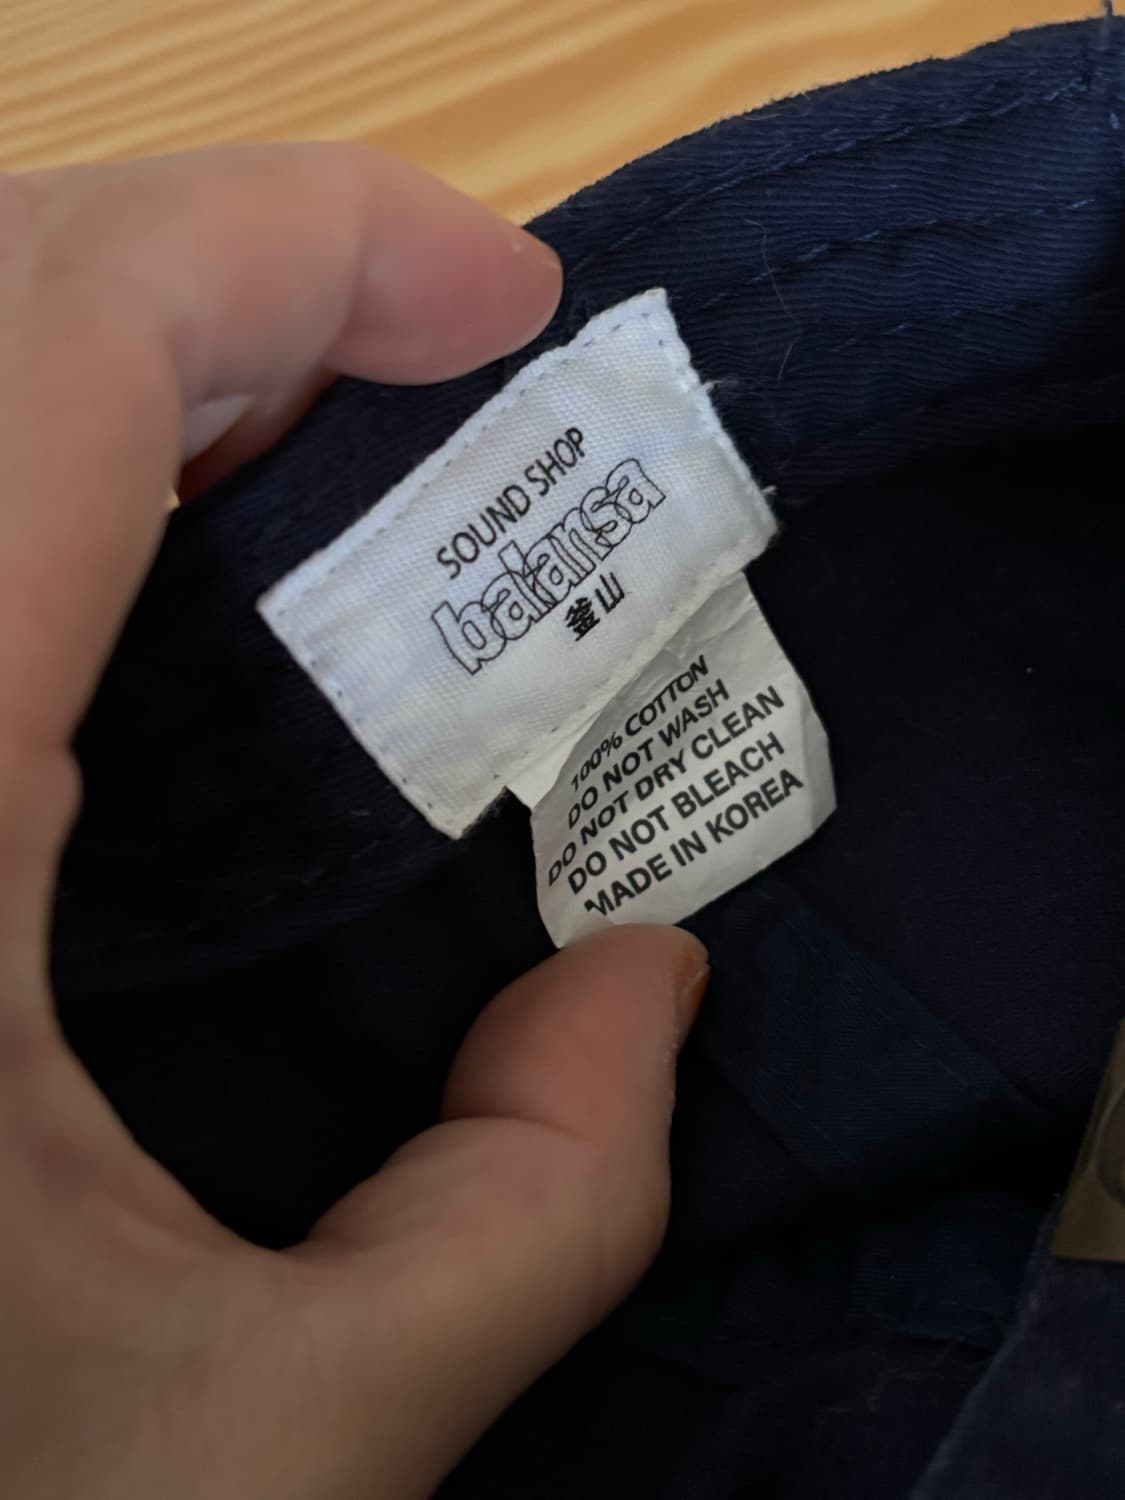 SOUND SHOP
balansa
釜山
100% COTTON
DO NOT WASH
DO NOT DRY CLEAN
DO NOT BLEACH
MADE IN KOREA